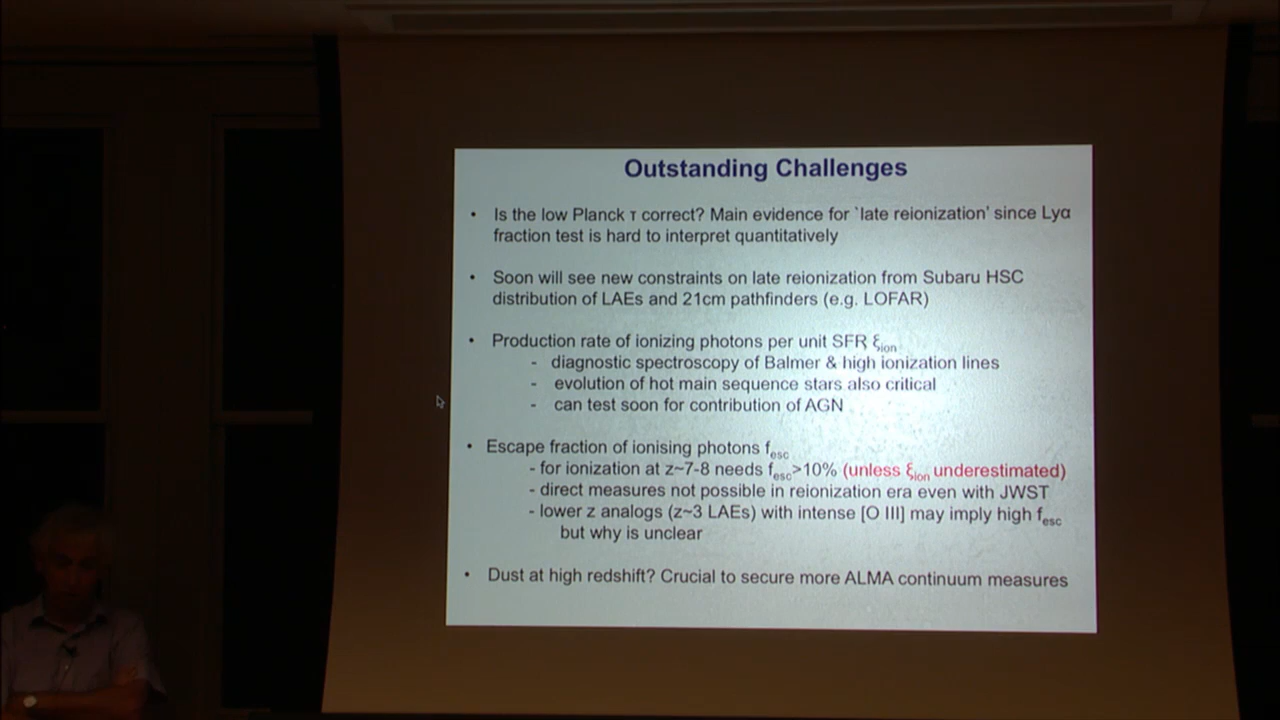 Outstanding Challenges
• Is the low Planck τ correct? Main evidence for `late reionization' since Lyα
fraction test is hard to interpret quantitatively
• Soon will see new constraints on late reionization from Subaru HSC
distribution of LAEs and 21cm pathfinders (e.g. LOFAR)
• Production rate of ionizing photons per unit SFR ξion
- diagnostic spectroscopy of Balmer & high ionization lines
- evolution of hot main sequence stars also critical
- can test soon for contribution of AGN
• Escape fraction of ionising photons fesc
- for ionization at z~7-8 needs fesc>10% (unless ξion underestimated)
- direct measures not possible in reionization era even with JWST
- lower z analogs (z~3 LAEs) with intense [O III] may imply high fesc
but why is unclear
• Dust at high redshift? Crucial to secure more ALMA continuum measures